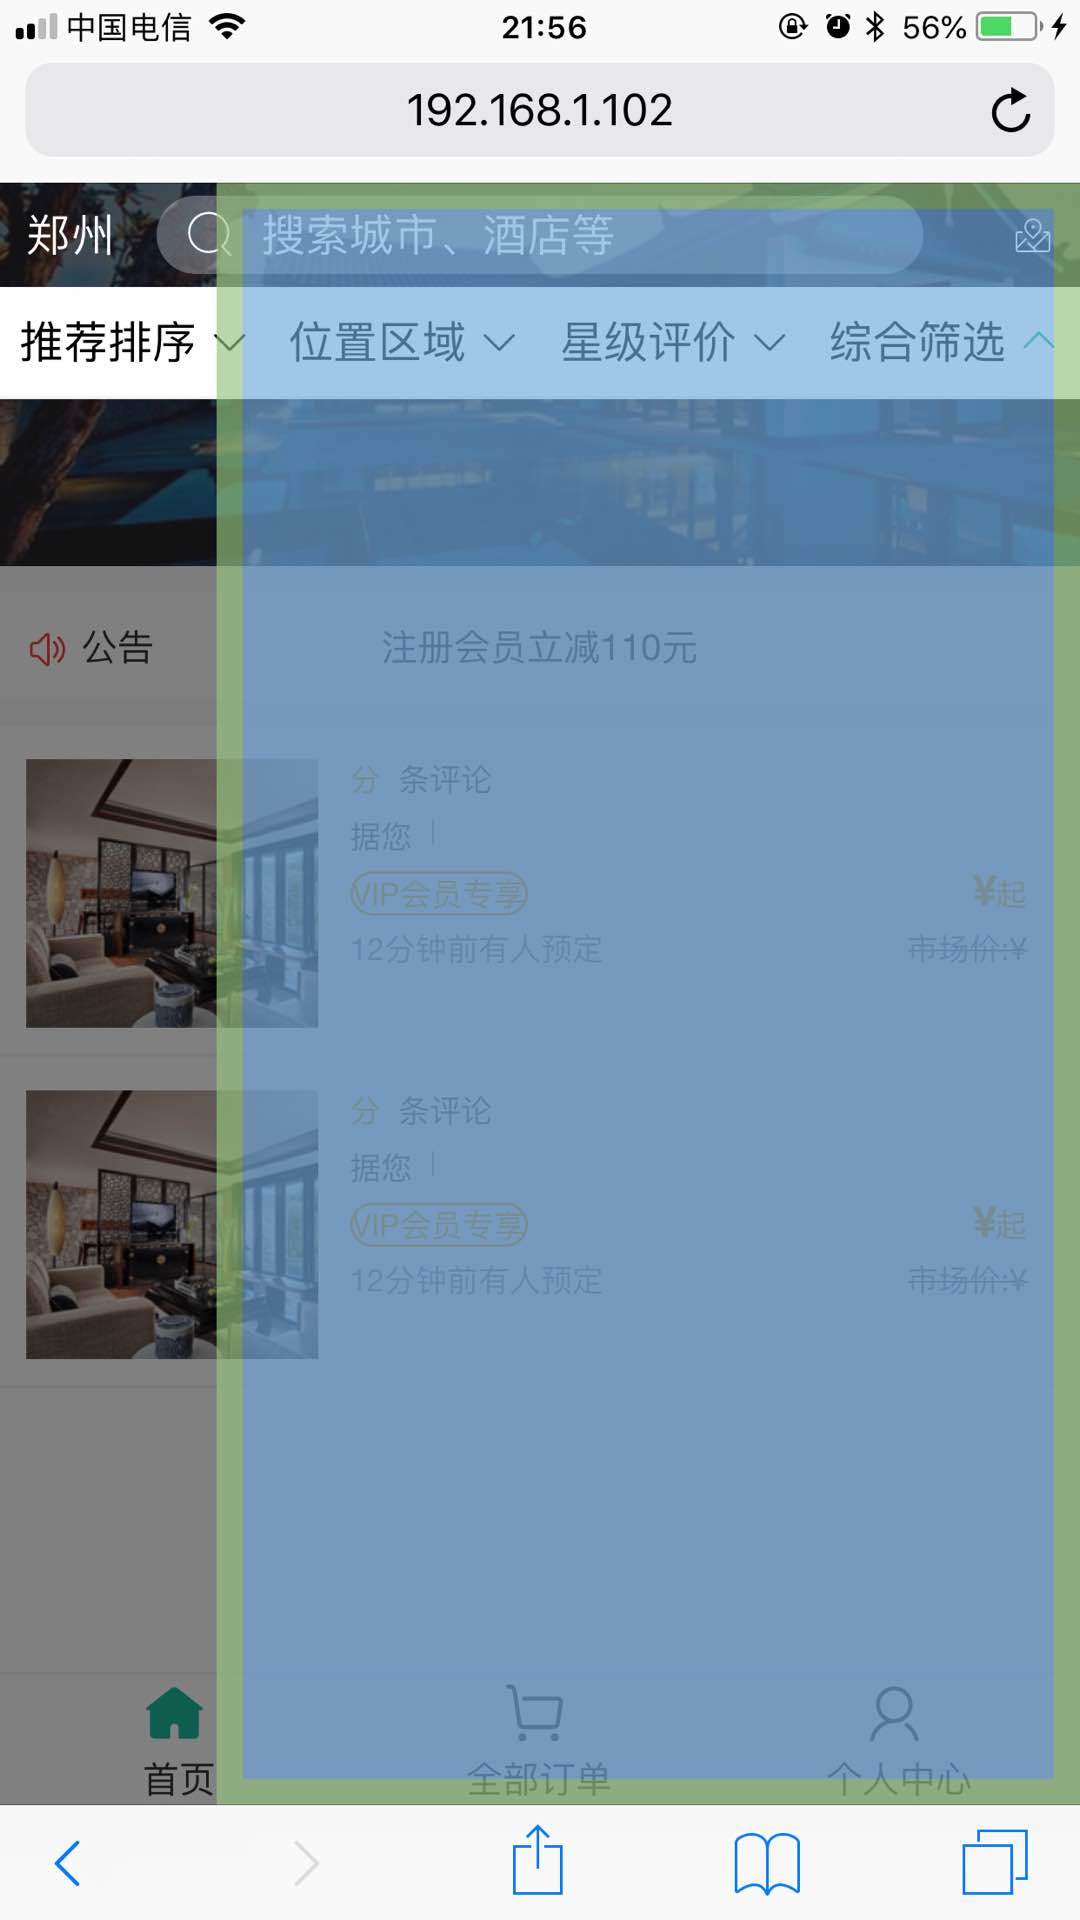 中国电信 21:56 56%
192.168.1.102
郑州 搜索城市、酒店等
推荐排序 位置区域 星级评价 综合筛选
公告 注册会员立减110元
分 条评论
据您
VIP会员专享 ¥起
12分钟前有人预定 市场价:¥
分 条评论
据您
VIP会员专享 ¥起
12分钟前有人预定 市场价:¥
首页 全部订单 个人中心